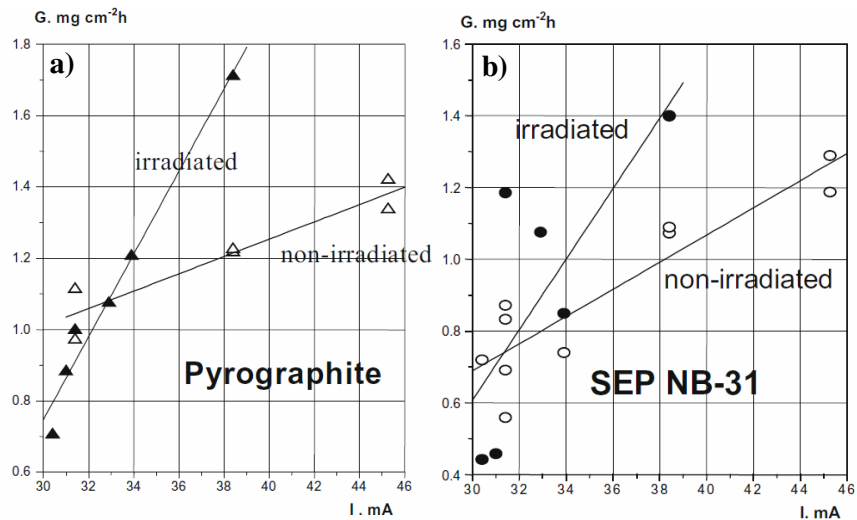 G. mg cm⁻²h
a)
1.8
1.6
1.4
1.2
1.0
0.8
0.6
irradiated
non-irradiated
Pyrographite
30 32 34 36 38 40 42 44 46
I, mA
G. mg cm⁻²h
b)
1.6
1.4
1.2
1.0
0.8
0.6
0.4
irradiated
non-irradiated
SEP NB-31
30 32 34 36 38 40 42 44 46
I. mA